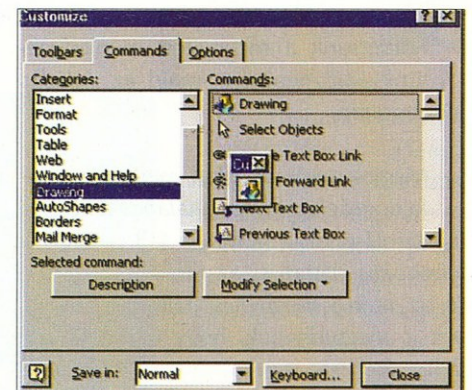 Customize
Toolbars Commands Options
Categories: Commands:
Insert
Format
Tools
Table
Web
Window and Help
Drawing
AutoShapes
Borders
Mail Merge
Drawing
Select Objects
Text Box Link
Cu
Forward Link
Next Text Box
Previous Text Box
Selected command:
Description Modify Selection
Save in: Normal Keyboard... Close